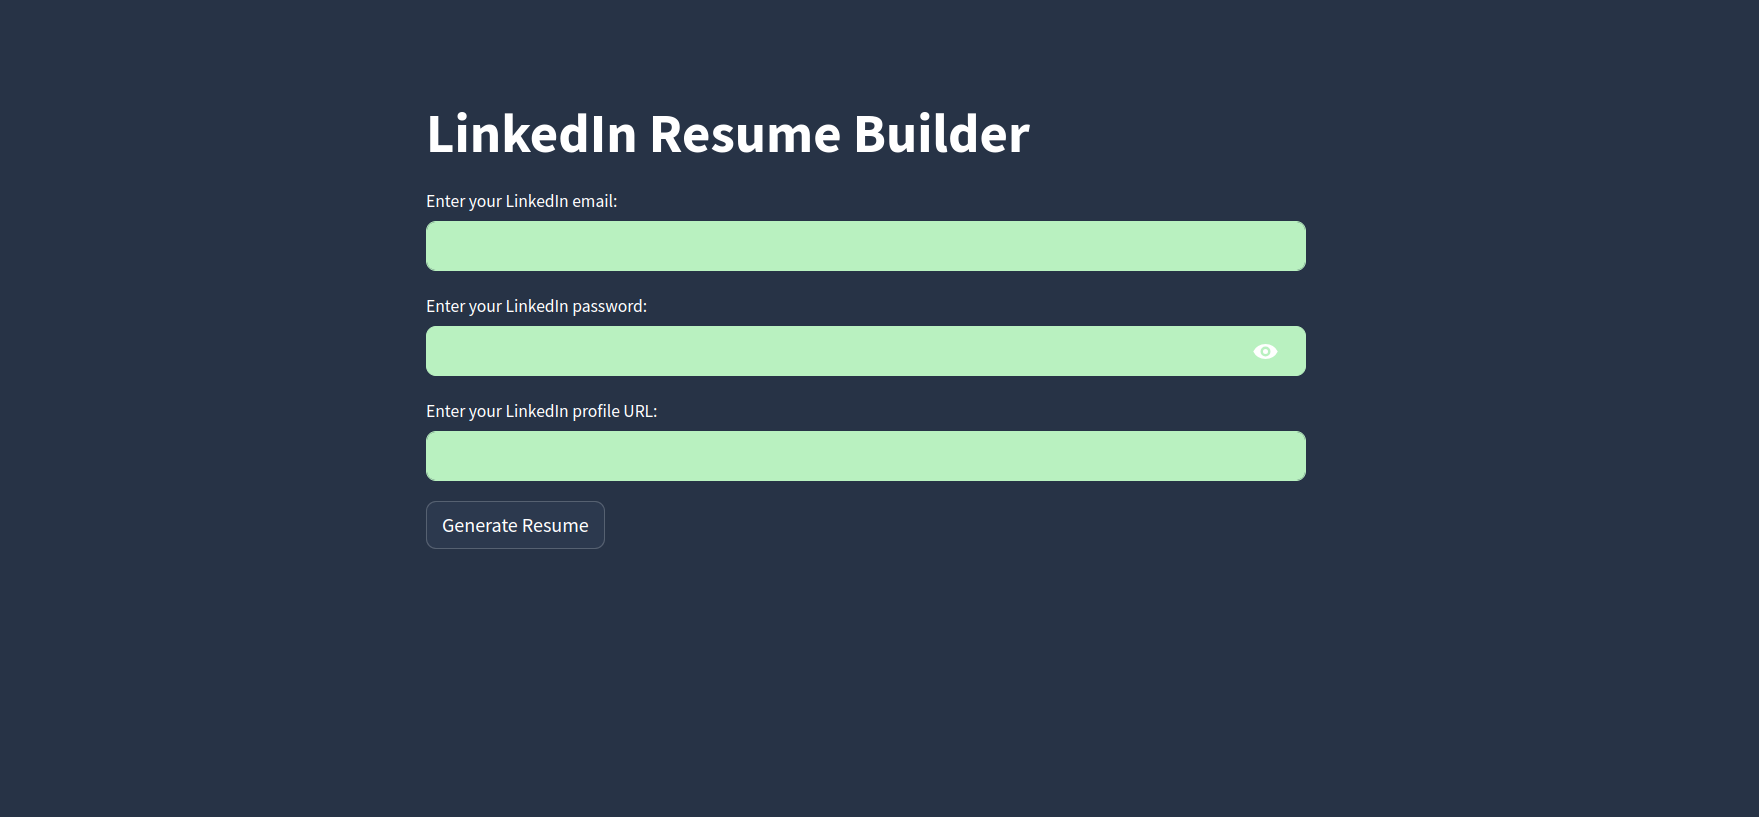 LinkedIn Resume Builder
Enter your LinkedIn email:
Enter your LinkedIn password:
Enter your LinkedIn profile URL:
Generate Resume